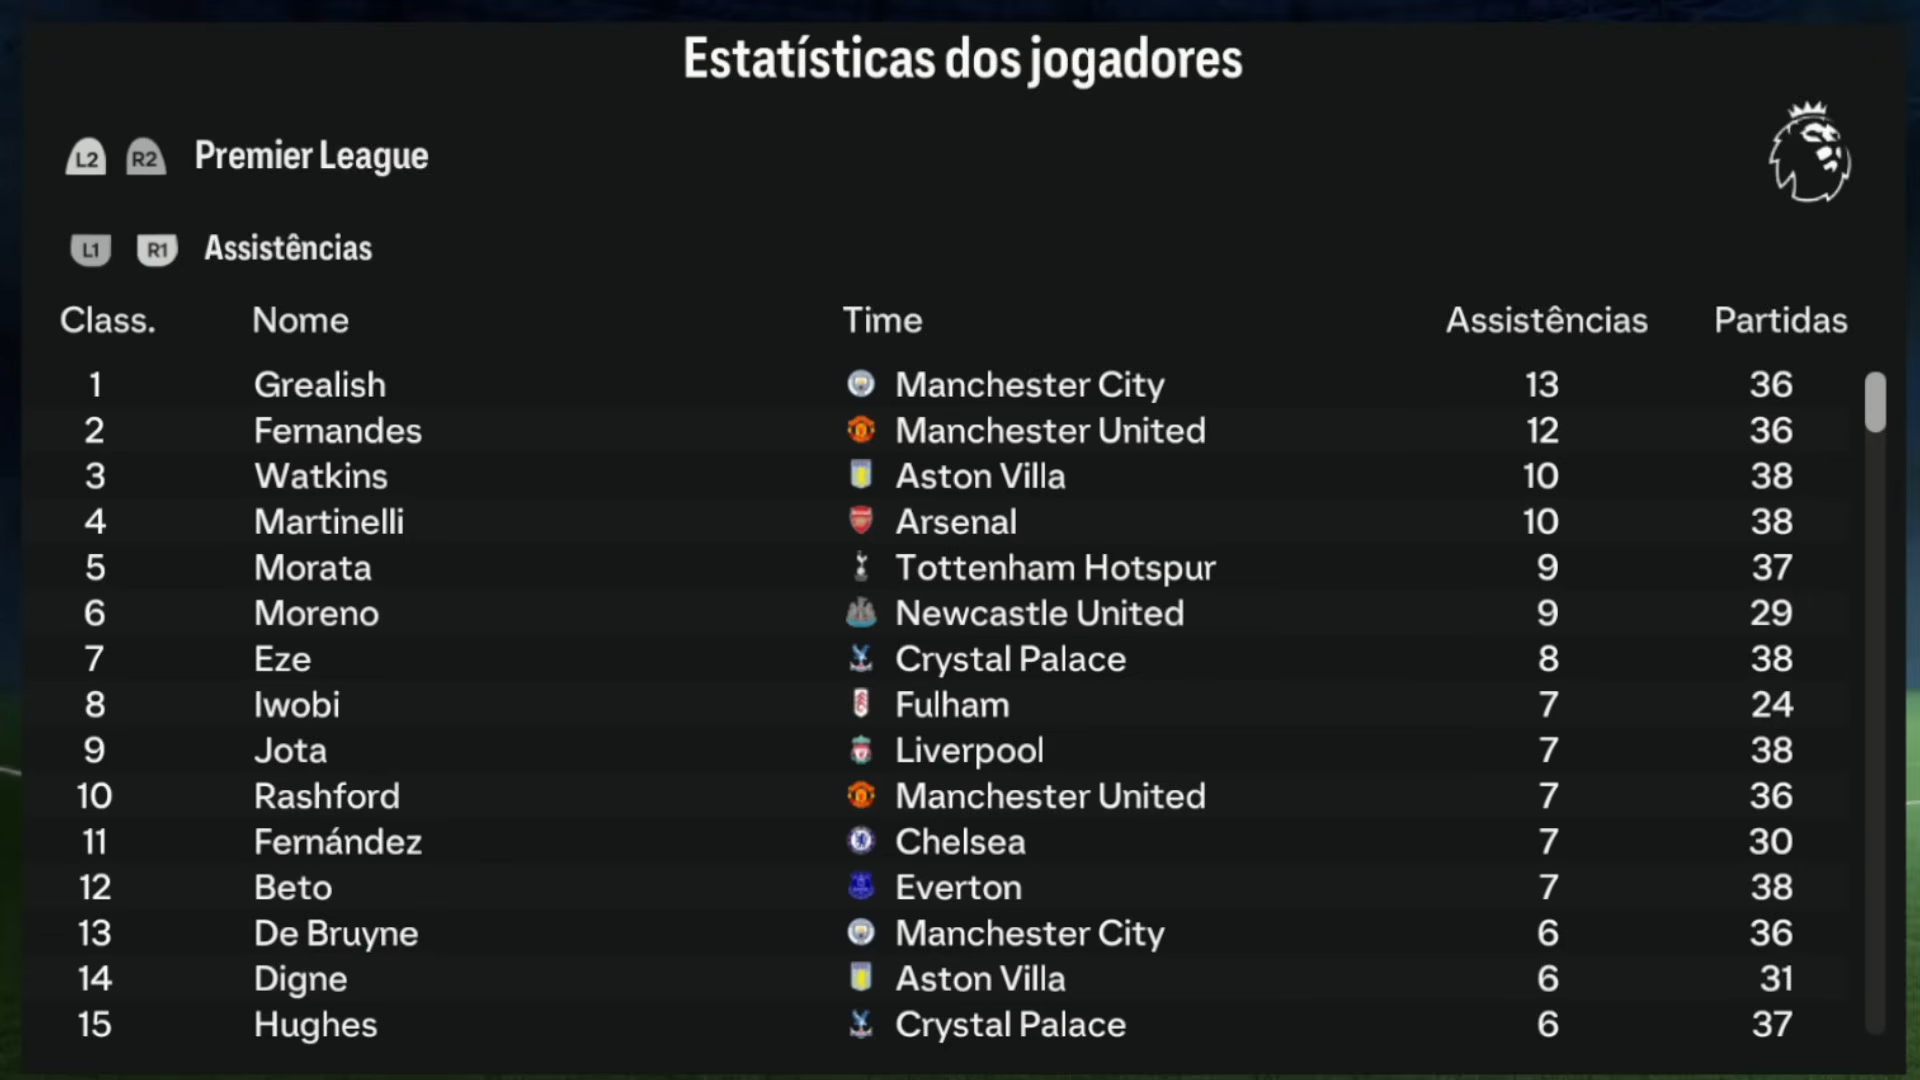 Estatísticas dos jogadores
L2 R2 Premier League
L1 R1 Assistências
Class. Nome Time Assistências Partidas
1 Grealish Manchester City 13 36
2 Fernandes Manchester United 12 36
3 Watkins Aston Villa 10 38
4 Martinelli Arsenal 10 38
5 Morata Tottenham Hotspur 9 37
6 Moreno Newcastle United 9 29
7 Eze Crystal Palace 8 38
8 Iwobi Fulham 7 24
9 Jota Liverpool 7 38
10 Rashford Manchester United 7 36
11 Fernández Chelsea 7 30
12 Beto Everton 7 38
13 De Bruyne Manchester City 6 36
14 Digne Aston Villa 6 31
15 Hughes Crystal Palace 6 37